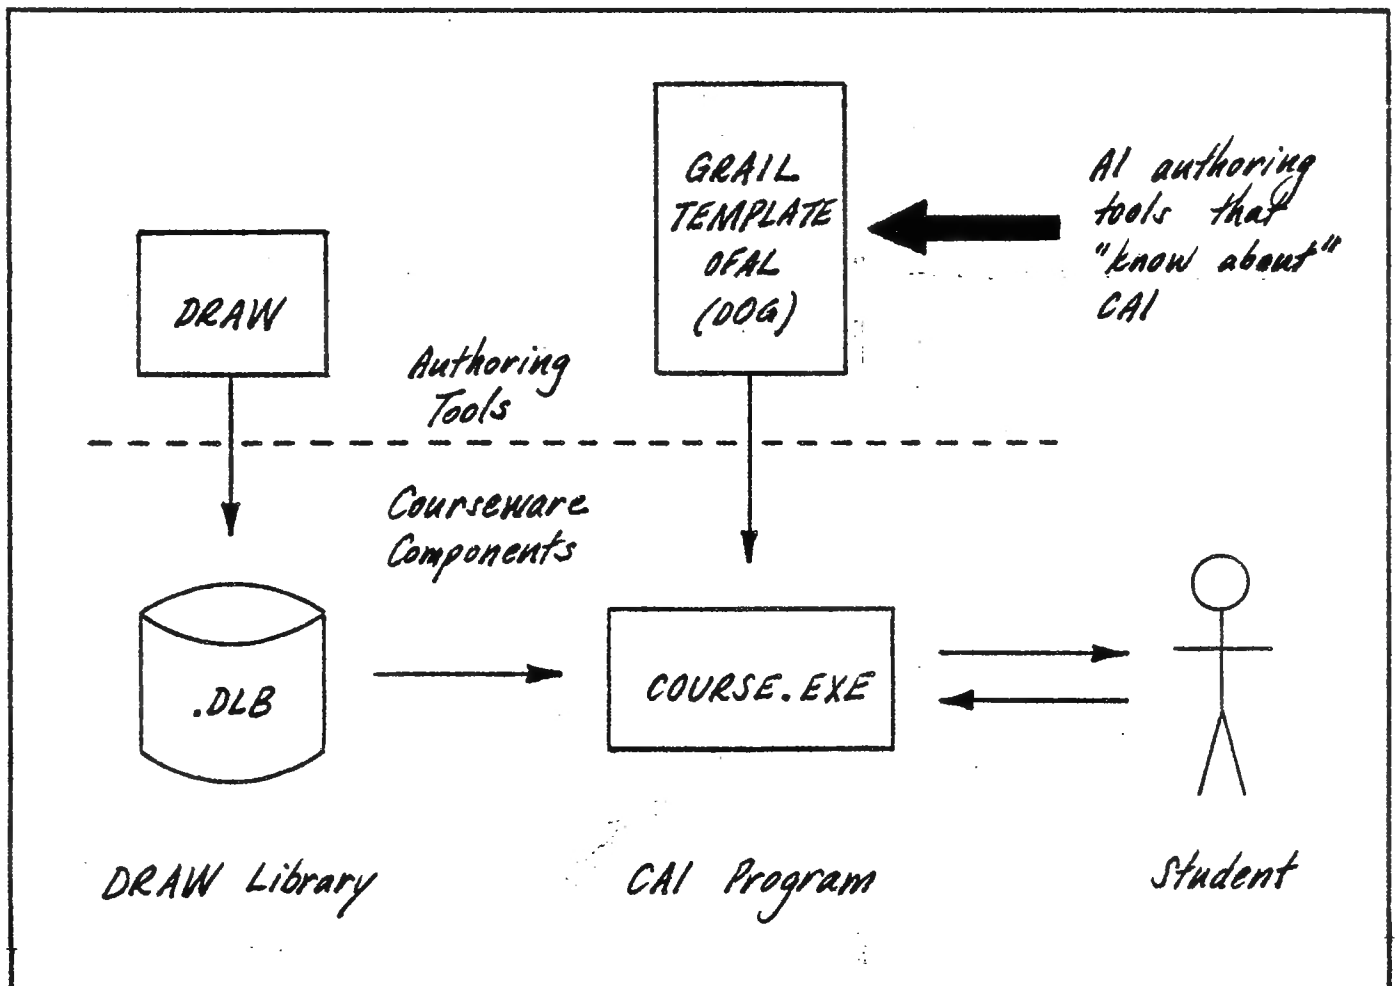 GRAIL
TEMPLATE
OFAL
(DOG)
AI authoring
tools that
"know about"
CAI
DRAW
Authoring
Tools
Courseware
Components
.DLB
COURSE.EXE
DRAW Library
CAI Program
Student